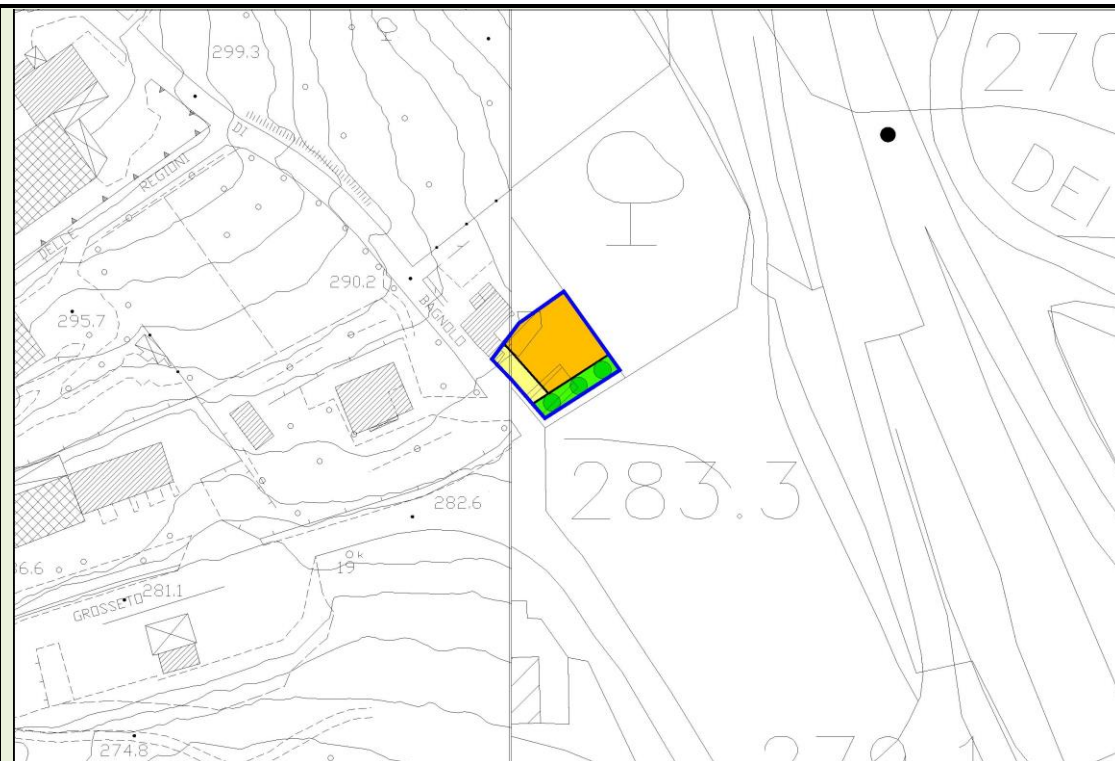 299.3
DI
REGIONI
DELLE
DEI
290.2
BAGNOLO
295.7
283.3
282.6
19
281.1
GROSSETO
274.8